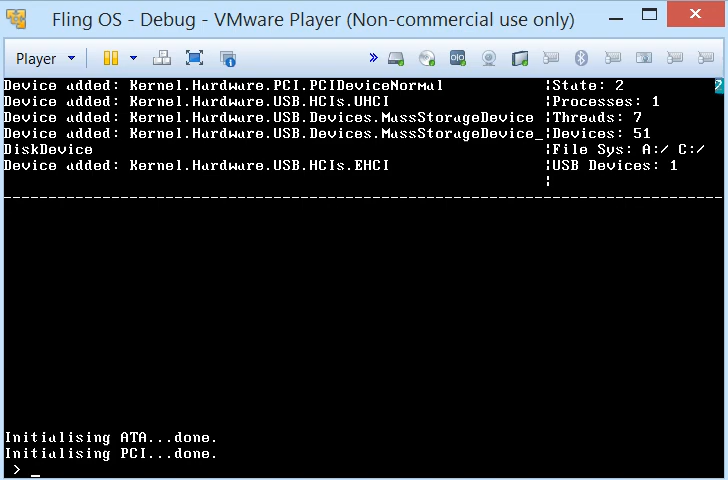 Fling OS - Debug - VMware Player (Non-commercial use only)
Player
Device added: Kernel.Hardware.PCI.PCIDeviceNormal ¦State: 2 2
Device added: Kernel.Hardware.USB.HCIs.UHCI ¦Processes: 1
Device added: Kernel.Hardware.USB.Devices.MassStorageDevice ¦Threads: 7
Device added: Kernel.Hardware.USB.Devices.MassStorageDevice_¦Devices: 51
DiskDevice ¦File Sys: A:/ C:/
Device added: Kernel.Hardware.USB.HCIs.EHCI ¦USB Devices: 1
¦
--------------------------------------------------------------------------------
Initialising ATA...done.
Initialising PCI...done.
> _